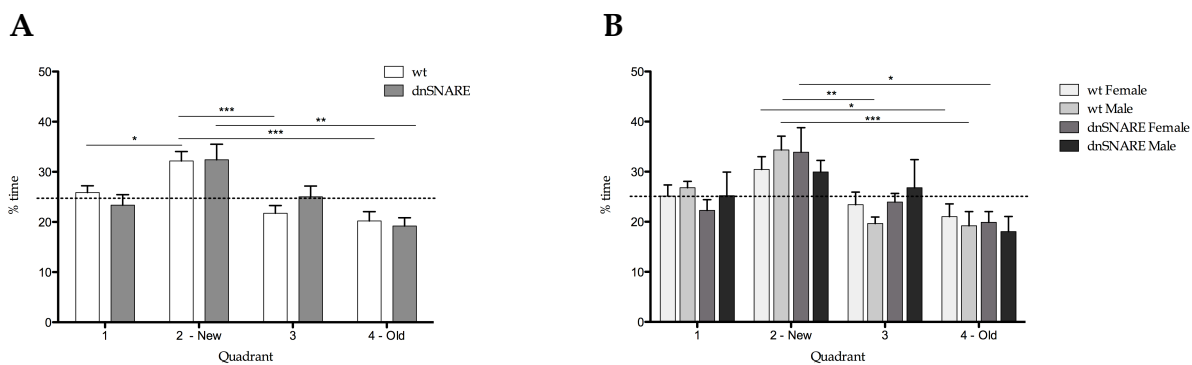 A
50
40
30
20
10
0
% time
wt
dnSNARE
***
**
***
*
1
2 - New
3
4 - Old
Quadrant
B
50
40
30
20
10
0
% time
*
**
*
***
wt Female
wt Male
dnSNARE Female
dnSNARE Male
1
2 - New
3
4 - Old
Quadrant